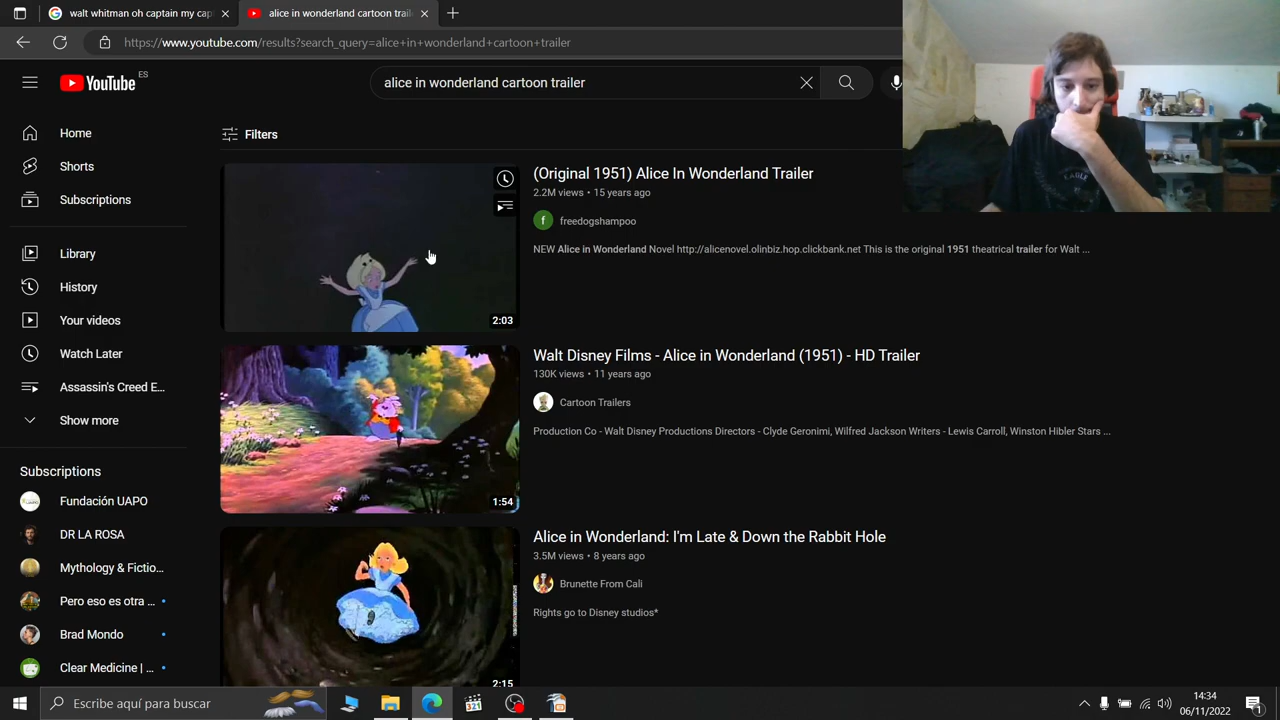 walt whitman oh captain my cap
alice in wonderland cartoon trail
https://www.youtube.com/results?search_query=alice+in+wonderland+cartoon+trailer
YouTube ES
alice in wonderland cartoon trailer
Home
Shorts
Subscriptions
Library
History
Your videos
Watch Later
Assassin's Creed E...
Show more
Subscriptions
Fundación UAPO
DR LA ROSA
Mythology & Fictio...
Pero eso es otra ...
Brad Mondo
Clear Medicine | ...
Filters
2:03
(Original 1951) Alice In Wonderland Trailer
2.2M views • 15 years ago
f freedogshampoo
NEW Alice in Wonderland Novel http://alicenovel.olinbiz.hop.clickbank.net This is the original 1951 theatrical trailer for Walt ...
1:54
Walt Disney Films - Alice in Wonderland (1951) - HD Trailer
130K views • 11 years ago
Cartoon Trailers
Production Co - Walt Disney Productions Directors - Clyde Geronimi, Wilfred Jackson Writers - Lewis Carroll, Winston Hibler Stars ...
2:15
Alice in Wonderland: I'm Late & Down the Rabbit Hole
3.5M views • 8 years ago
Brunette From Cali
Rights go to Disney studios*
EAGLE
Escribe aquí para buscar
321
14:34
06/11/2022
1